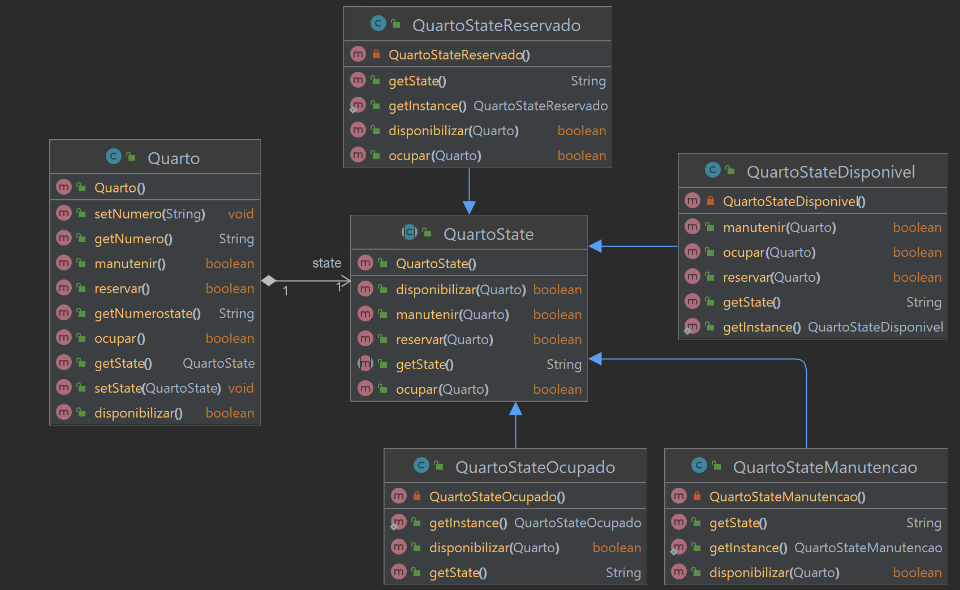 QuartoStateReservado
QuartoStateReservado()
getState() String
getInstance() QuartoStateReservado
disponibilizar(Quarto) boolean
ocupar(Quarto) boolean
Quarto
Quarto()
setNumero(String) void
getNumero() String
manutenir() boolean
reservar() boolean
getNumerostate() String
ocupar() boolean
getState() QuartoState
setState(QuartoState) void
disponibilizar() boolean
state
1
1
QuartoState
QuartoState()
disponibilizar(Quarto) boolean
manutenir(Quarto) boolean
reservar(Quarto) boolean
getState() String
ocupar(Quarto) boolean
QuartoStateDisponivel
QuartoStateDisponivel()
manutenir(Quarto) boolean
ocupar(Quarto) boolean
reservar(Quarto) boolean
getState() String
getInstance() QuartoStateDisponivel
QuartoStateOcupado
QuartoStateOcupado()
getInstance() QuartoStateOcupado
disponibilizar(Quarto) boolean
getState() String
QuartoStateManutencao
QuartoStateManutencao()
getState() String
getInstance() QuartoStateManutencao
disponibilizar(Quarto) boolean